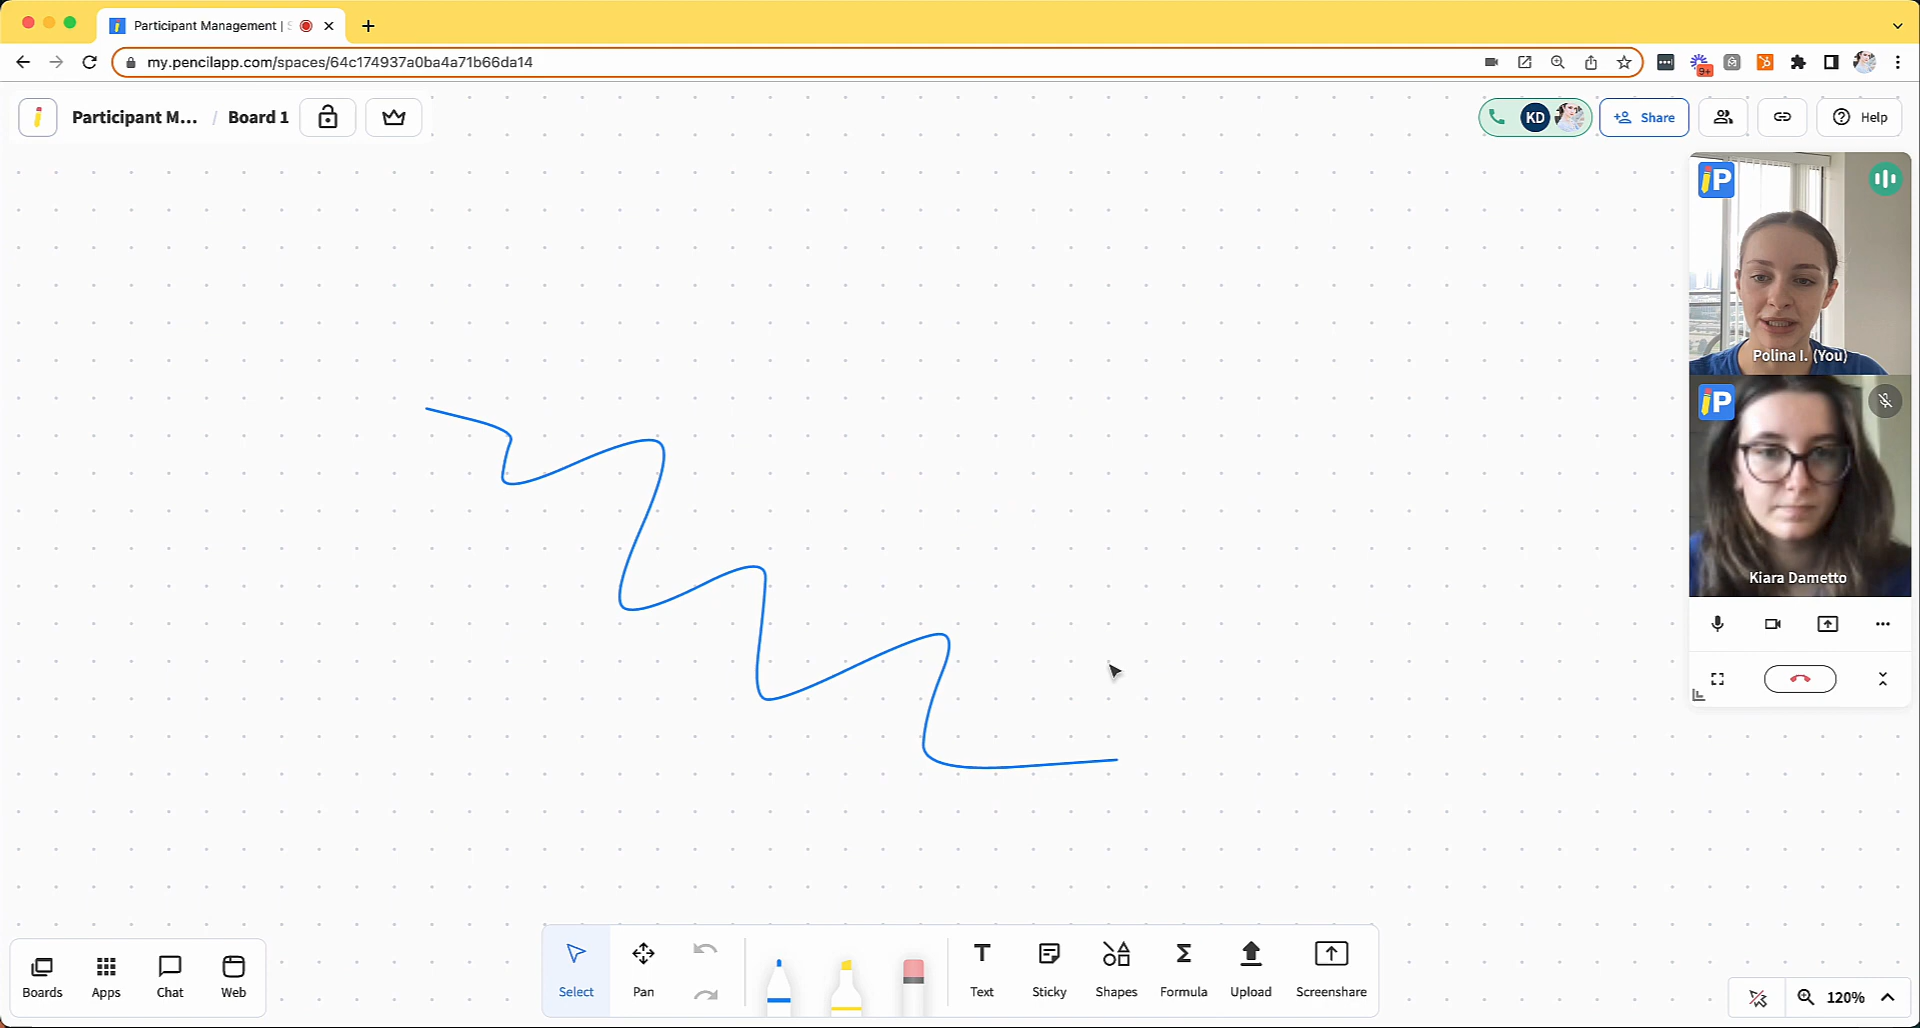 Participant Management | S
my.pencilapp.com/spaces/64c174937a0ba4a71b66da14
9+
Participant M... / Board 1
KD
Share
Help
P
Polina I. (You)
P
Kiara Dametto
Boards
Apps
Chat
Web
Select
Pan
T
Text
Sticky
Shapes
Σ
Formula
Upload
Screenshare
120%